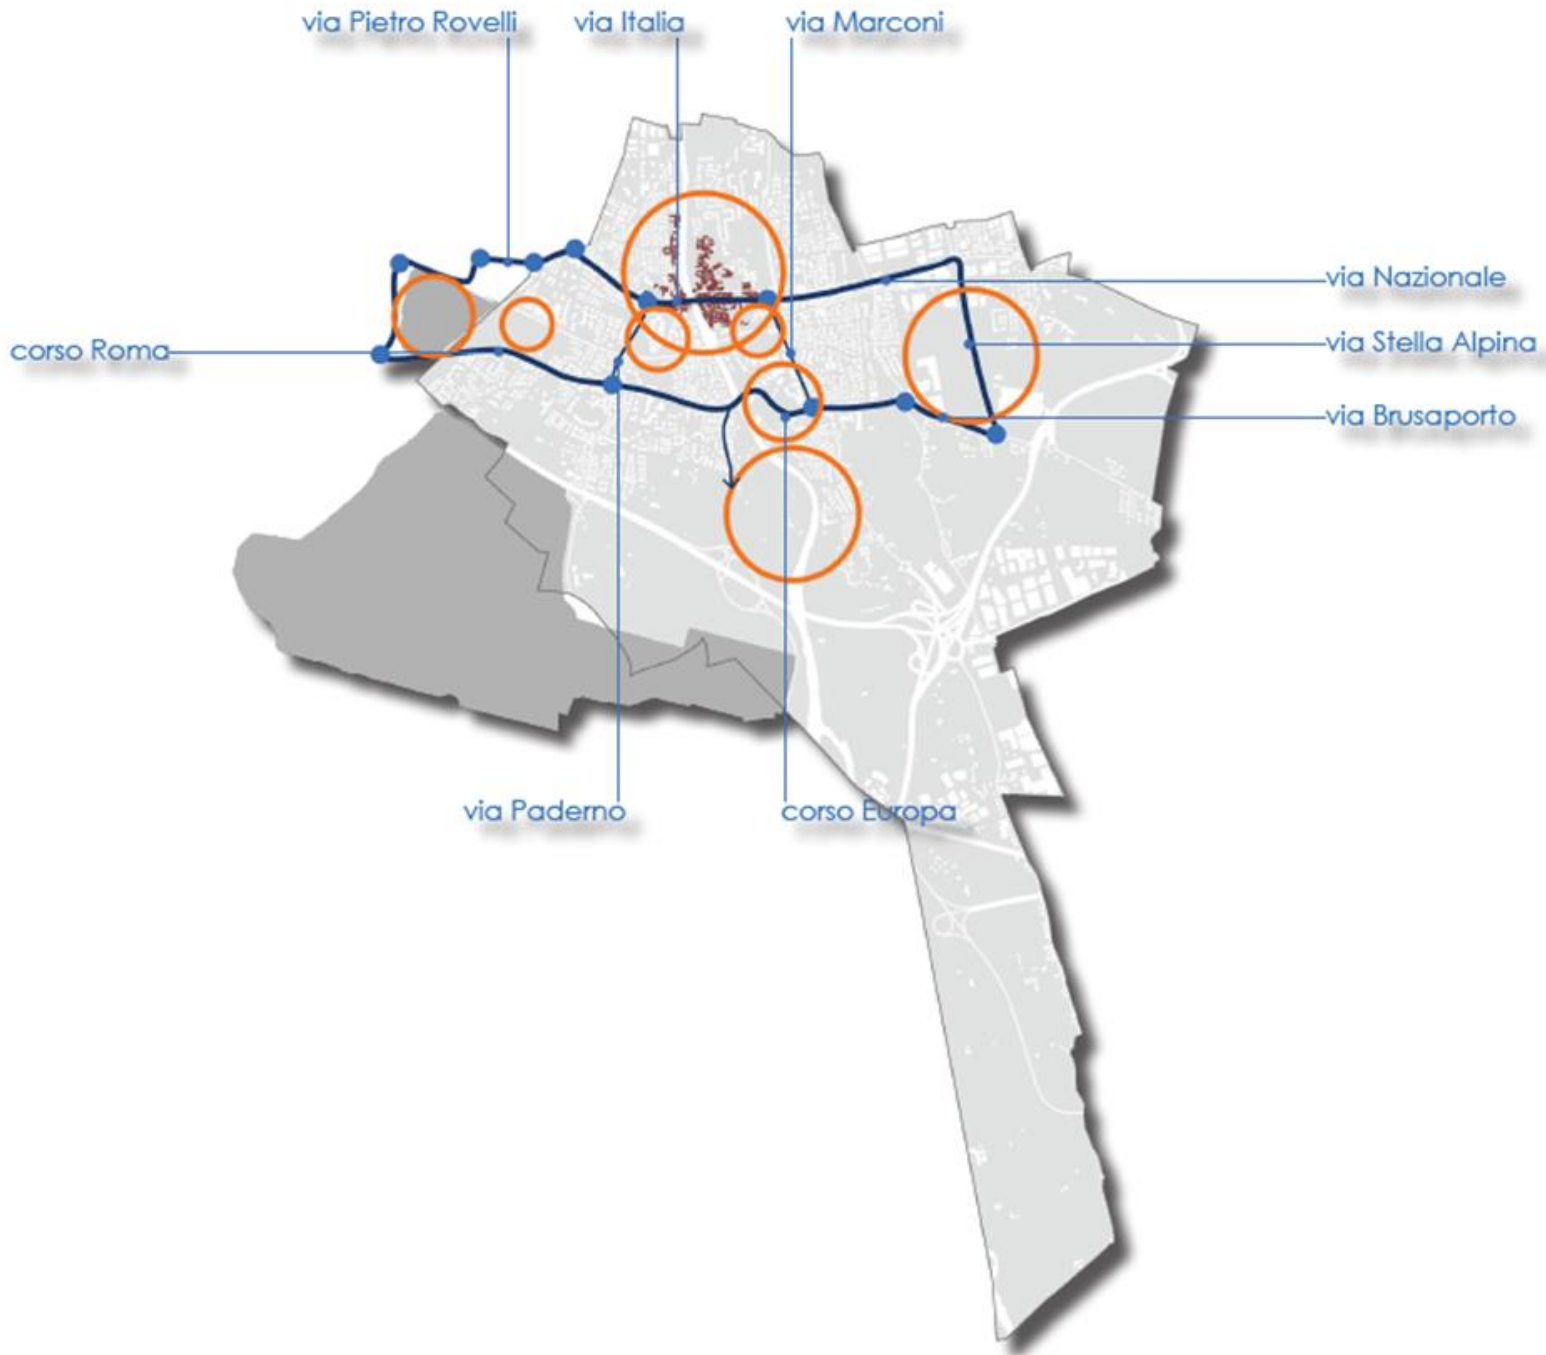 via Pietro Rovelli
via Italia
via Marconi
via Nazionale
corso Roma
via Stella Alpina
via Brusaporto
via Paderno
corso Europa